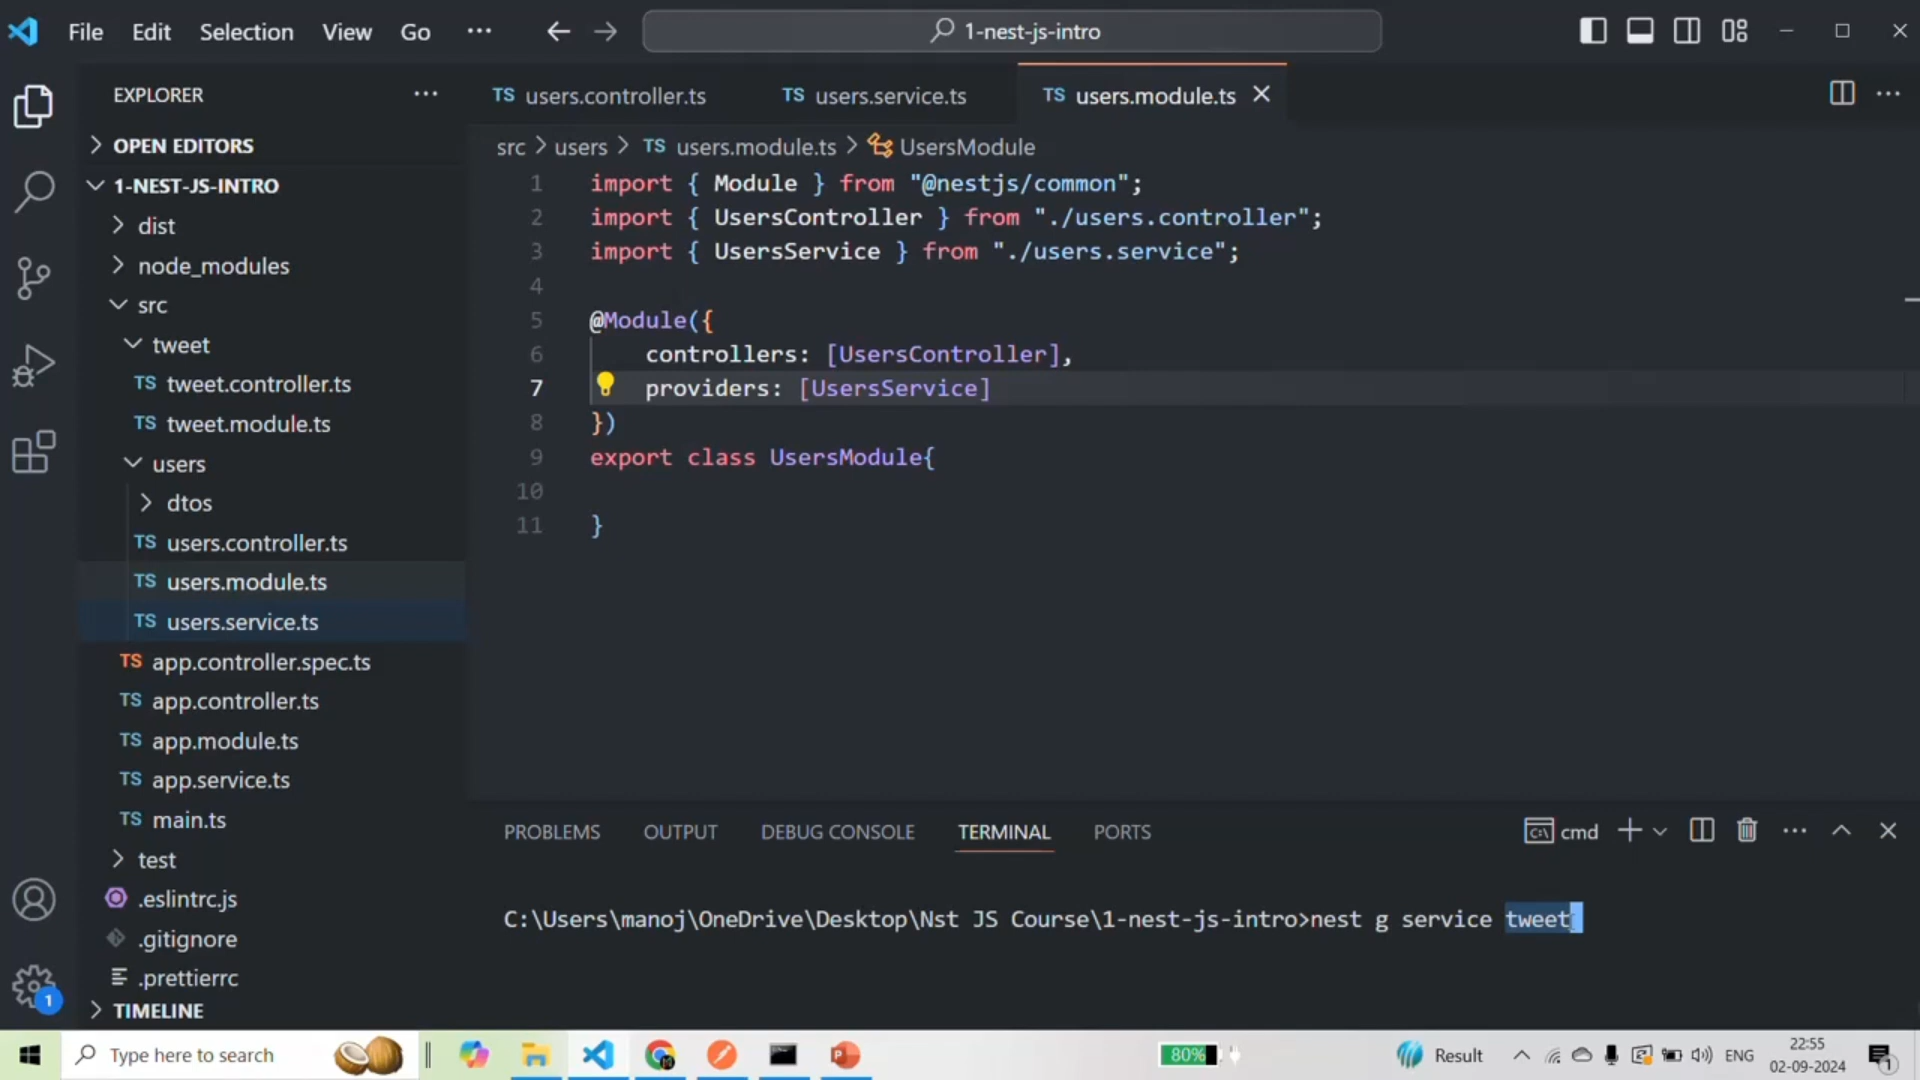 File Edit Selection View Go ···
1-nest-js-intro
EXPLORER ···
OPEN EDITORS
1-NEST-JS-INTRO
dist
node_modules
src
tweet
TS tweet.controller.ts
TS tweet.module.ts
users
dtos
TS users.controller.ts
TS users.module.ts
TS users.service.ts
TS app.controller.spec.ts
TS app.controller.ts
TS app.module.ts
TS app.service.ts
TS main.ts
test
.eslintrc.js
.gitignore
.prettierrc
TIMELINE
1
TS users.controller.ts TS users.service.ts TS users.module.ts
src > users > TS users.module.ts > UsersModule
1 import { Module } from "@nestjs/common";
2 import { UsersController } from "./users.controller";
3 import { UsersService } from "./users.service";
4
5 @Module({
6 controllers: [UsersController],
7 providers: [UsersService]
8 })
9 export class UsersModule{
10
11 }
PROBLEMS OUTPUT DEBUG CONSOLE TERMINAL PORTS
cmd
C:\Users\manoj\OneDrive\Desktop\Nst JS Course\1-nest-js-intro>nest g service tweet
Type here to search
80%
Result
ENG
22:55
02-09-2024
1